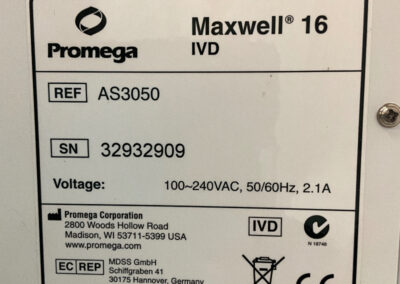 Promega
Maxwell® 16
IVD
REF AS3050
SN 32932909
Voltage: 100~240VAC, 50/60Hz, 2.1A
Promega Corporation
2800 Woods Hollow Road
Madison, WI 53711-5399 USA
www.promega.com
IVD
N 18748
EC REP MDSS GmbH
Schiffgraben 41
30175 Hannover, Germany
CE